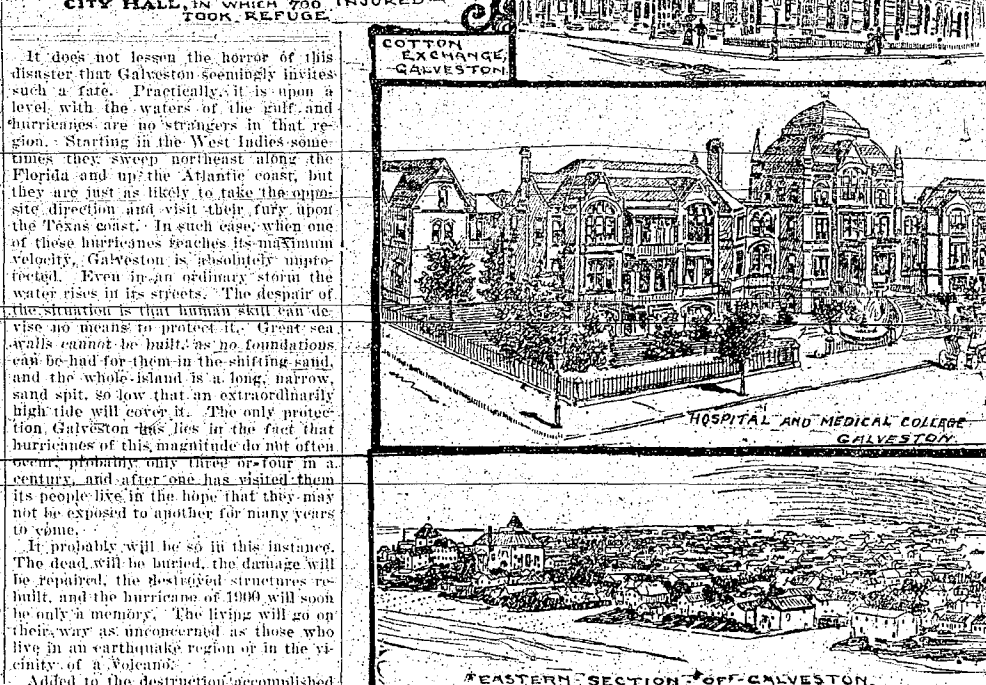 CITY HALL, IN WHICH 700 INJURED
TOOK REFUGE
It does not lessen the horror of this
disaster that Galveston seemingly invites
such a fate. Practically, it is upon a
level with the waters of the gulf and
hurricanes are no strangers in that re-
gion. Starting in the West Indies some-
times they sweep northeast along the
Florida and up the Atlantic coast, but
they are just as likely to take the oppo-
site direction and visit their fury upon
the Texas coast. In such case, when one
of these hurricanes reaches its maximum
velocity, Galveston is absolutely unpro-
tected. Even in an ordinary storm the
water rises in its streets. The despair of
the situation is that human skill can de-
vise no means to protect it. Great sea
walls cannot be built, as no foundations
can be had for them in the shifting sand,
and the whole island is a long, narrow,
sand spit, so low that an extraordinarily
high tide will cover it. The only protec-
tion Galveston has lies in the fact that
hurricanes of this magnitude do not often
occur, probably only three or four in a
century, and after one has visited them
its people live in the hope that they may
not be exposed to another for many years
to come.
It probably will be so in this instance.
The dead will be buried, the damage will
be repaired, the destroyed structures re-
built, and the hurricane of 1900 will soon
be only a memory. The living will go on
their way as unconcerned as those who
live in an earthquake region or in the vi-
cinity of a volcano.
Added to the destruction accomplished
COTTON
EXCHANGE,
GALVESTON.
HOSPITAL AND MEDICAL COLLEGE
GALVESTON.
EASTERN SECTION OFF GALVESTON.